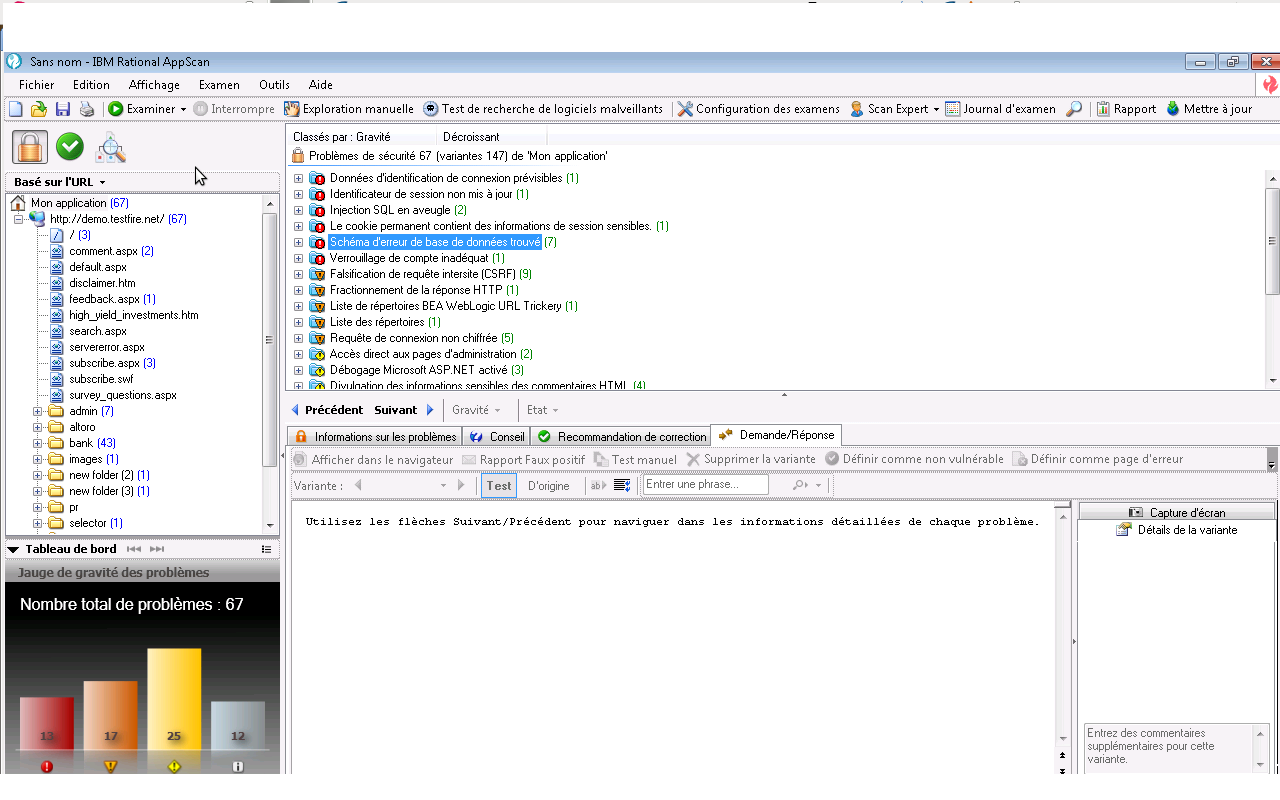 Sans nom - IBM Rational AppScan
Fichier Edition Affichage Examen Outils Aide
Examiner Interrompre Exploration manuelle Test de recherche de logiciels malveillants Configuration des examens Scan Expert Journal d'examen Rapport Mettre à jour
Basé sur l'URL
Mon application (67)
http://demo.testfire.net/ (67)
/ (3)
comment.aspx (2)
default.aspx
disclaimer.htm
feedback.aspx (1)
high_yield_investments.htm
search.aspx
servererror.aspx
subscribe.aspx (3)
subscribe.swf
survey_questions.aspx
admin (7)
altoro
bank (43)
images (1)
new folder (2) (1)
new folder (3) (1)
pr
selector (1)
Tableau de bord
Jauge de gravité des problèmes
Nombre total de problèmes : 67
13 17 25 12
Classés par : Gravité Décroissant
Problèmes de sécurité 67 (variantes 147) de 'Mon application'
Données d'identification de connexion prévisibles (1)
Identificateur de session non mis à jour (1)
Injection SQL en aveugle (2)
Le cookie permanent contient des informations de session sensibles. (1)
Schéma d'erreur de base de données trouvé (7)
Verrouillage de compte inadéquat (1)
Falsification de requête intersite (CSRF) (9)
Fractionnement de la réponse HTTP (1)
Liste de répertoires BEA WebLogic URL Trickery (1)
Liste des répertoires (1)
Requête de connexion non chiffrée (5)
Accès direct aux pages d'administration (2)
Débogage Microsoft ASP.NET activé (3)
Divulgation des informations sensibles des commentaires HTML (4)
Précédent Suivant Gravité Etat
Informations sur les problèmes Conseil Recommandation de correction Demande/Réponse
Afficher dans le navigateur Rapport Faux positif Test manuel Supprimer la variante Définir comme non vulnérable Définir comme page d'erreur
Variante : Test D'origine ab Entrer une phrase...
Utilisez les flèches Suivant/Précédent pour naviguer dans les informations détaillées de chaque problème.
Capture d'écran
Détails de la variante
Entrez des commentaires
supplémentaires pour cette
variante.